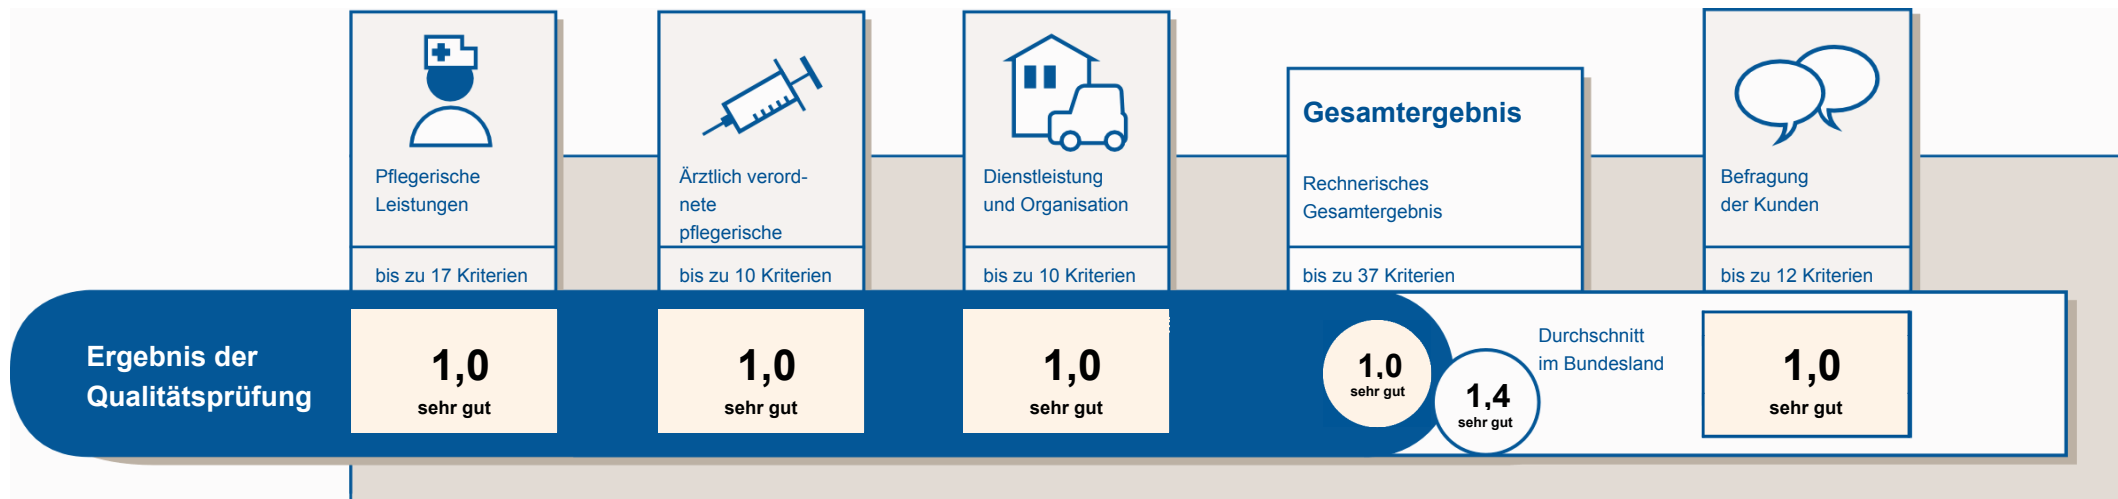 Pflegerische
Leistungen
bis zu 17 Kriterien
Ärztlich verord-
nete
pflegerische
bis zu 10 Kriterien
Dienstleistung
und Organisation
bis zu 10 Kriterien
Gesamtergebnis
Rechnerisches
Gesamtergebnis
bis zu 37 Kriterien
Befragung
der Kunden
bis zu 12 Kriterien
Ergebnis der
Qualitätsprüfung
1,0
sehr gut
1,0
sehr gut
1,0
sehr gut
1,0
sehr gut
1,4
sehr gut
Durchschnitt
im Bundesland
1,0
sehr gut